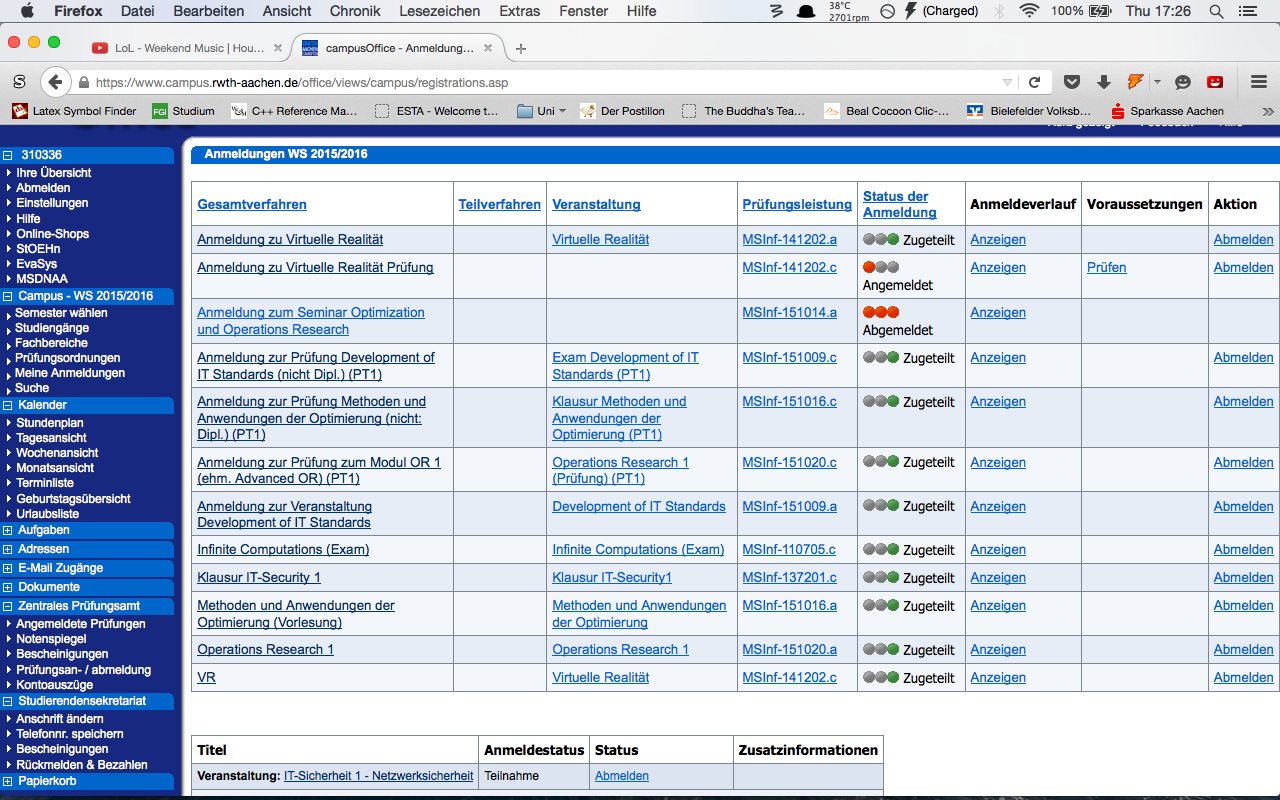 Firefox Datei Bearbeiten Ansicht Chronik Lesezeichen Extras Fenster Hilfe 38°C 2701rpm (Charged) 100% Thu 17:26
LoL - Weekend Music | Hou... campusOffice - Anmeldung...
https://www.campus.rwth-aachen.de/office/views/campus/registrations.asp
Latex Symbol Finder FGI Studium C++ Reference Ma... ESTA - Welcome t... Uni Der Postillon The Buddha's Tea... Beal Cocoon Clic-... Bielefelder Volksb... Sparkasse Aachen
310336
Ihre Übersicht
Abmelden
Einstellungen
Hilfe
Online-Shops
StOEHn
EvaSys
MSDNAA
Campus - WS 2015/2016
Semester wählen
Studiengänge
Fachbereiche
Prüfungsordnungen
Meine Anmeldungen
Suche
Kalender
Stundenplan
Tagesansicht
Wochenansicht
Monatsansicht
Terminliste
Geburtstagsübersicht
Urlaubsliste
Aufgaben
Adressen
E-Mail Zugänge
Dokumente
Zentrales Prüfungsamt
Angemeldete Prüfungen
Notenspiegel
Bescheinigungen
Prüfungsan- / abmeldung
Kontoauszüge
Studierendensekretariat
Anschrift ändern
Telefonnr. speichern
Bescheinigungen
Rückmelden & Bezahlen
Papierkorb
Anmeldungen WS 2015/2016
Gesamtverfahren Teilverfahren Veranstaltung Prüfungsleistung Status der Anmeldung Anmeldeverlauf Voraussetzungen Aktion
Anmeldung zu Virtuelle Realität Virtuelle Realität MSInf-141202.a Zugeteilt Anzeigen Abmelden
Anmeldung zu Virtuelle Realität Prüfung MSInf-141202.c Angemeldet Anzeigen Prüfen Abmelden
Anmeldung zum Seminar Optimization
und Operations Research MSInf-151014.a Abgemeldet Anzeigen
Anmeldung zur Prüfung Development of Exam Development of IT MSInf-151009.c Zugeteilt Anzeigen Abmelden
IT Standards (nicht Dipl.) (PT1) Standards (PT1)
Anmeldung zur Prüfung Methoden und Klausur Methoden und MSInf-151016.c Zugeteilt Anzeigen Abmelden
Anwendungen der Optimierung (nicht: Anwendungen der
Dipl.) (PT1) Optimierung (PT1)
Anmeldung zur Prüfung zum Modul OR 1 Operations Research 1 MSInf-151020.c Zugeteilt Anzeigen Abmelden
(ehm. Advanced OR) (PT1) (Prüfung) (PT1)
Anmeldung zur Veranstaltung Development of IT Standards MSInf-151009.a Zugeteilt Anzeigen Abmelden
Development of IT Standards
Infinite Computations (Exam) Infinite Computations (Exam) MSInf-110705.c Zugeteilt Anzeigen Abmelden
Klausur IT-Security 1 Klausur IT-Security1 MSInf-137201.c Zugeteilt Anzeigen Abmelden
Methoden und Anwendungen der Methoden und Anwendungen MSInf-151016.a Zugeteilt Anzeigen Abmelden
Optimierung (Vorlesung) der Optimierung
Operations Research 1 Operations Research 1 MSInf-151020.a Zugeteilt Anzeigen Abmelden
VR Virtuelle Realität MSInf-141202.c Zugeteilt Anzeigen Abmelden
Titel Anmeldestatus Status Zusatzinformationen
Veranstaltung: IT-Sicherheit 1 - Netzwerksicherheit Teilnahme Abmelden